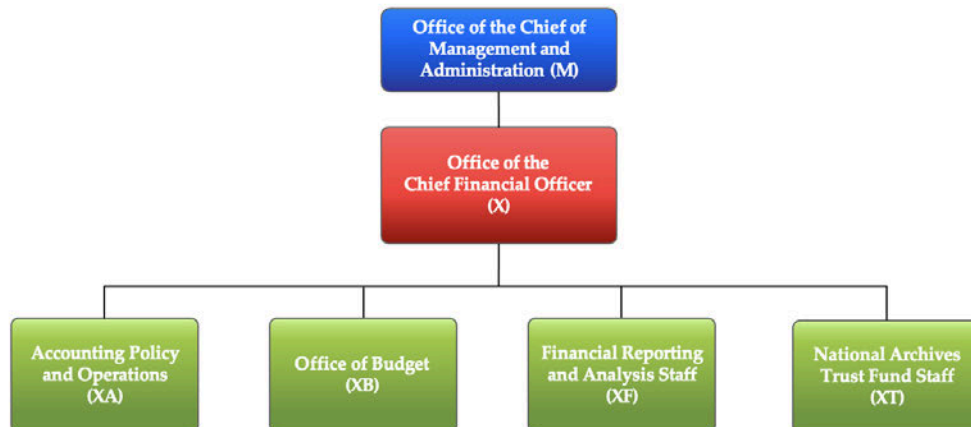 Office of the Chief of
Management and
Administration (M)
Office of the
Chief Financial Officer
(X)
Accounting Policy
and Operations
(XA)
Office of Budget
(XB)
Financial Reporting
and Analysis Staff
(XF)
National Archives
Trust Fund Staff
(XT)